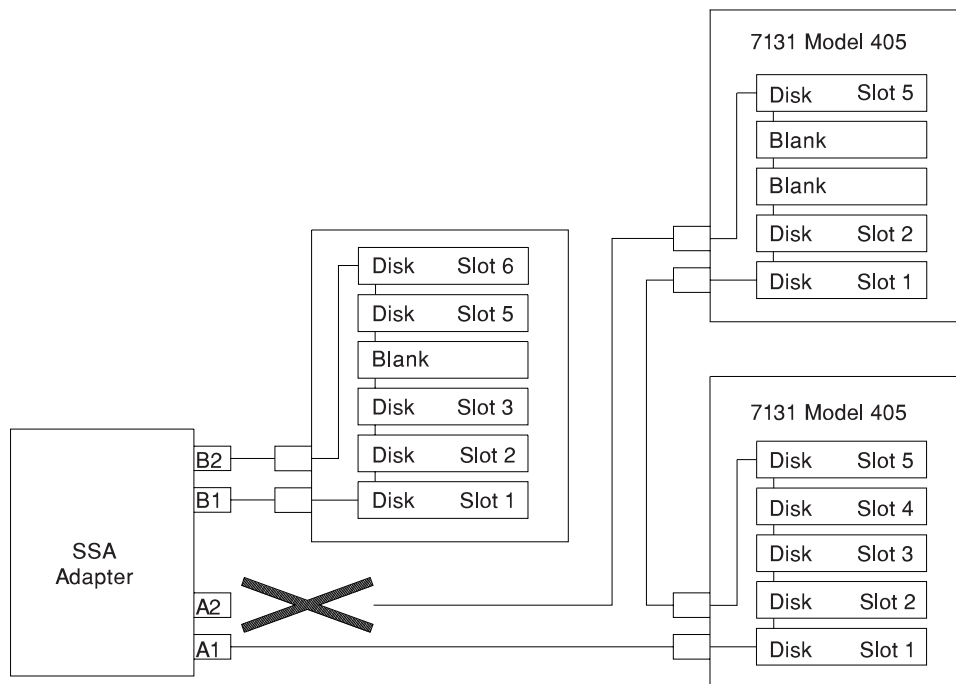 7131 Model 405
Disk Slot 5
Blank
Blank
Disk Slot 2
Disk Slot 1
Disk Slot 6
Disk Slot 5
Blank
Disk Slot 3
Disk Slot 2
Disk Slot 1
7131 Model 405
Disk Slot 5
Disk Slot 4
Disk Slot 3
Disk Slot 2
Disk Slot 1
B2
B1
SSA
Adapter
A2
A1